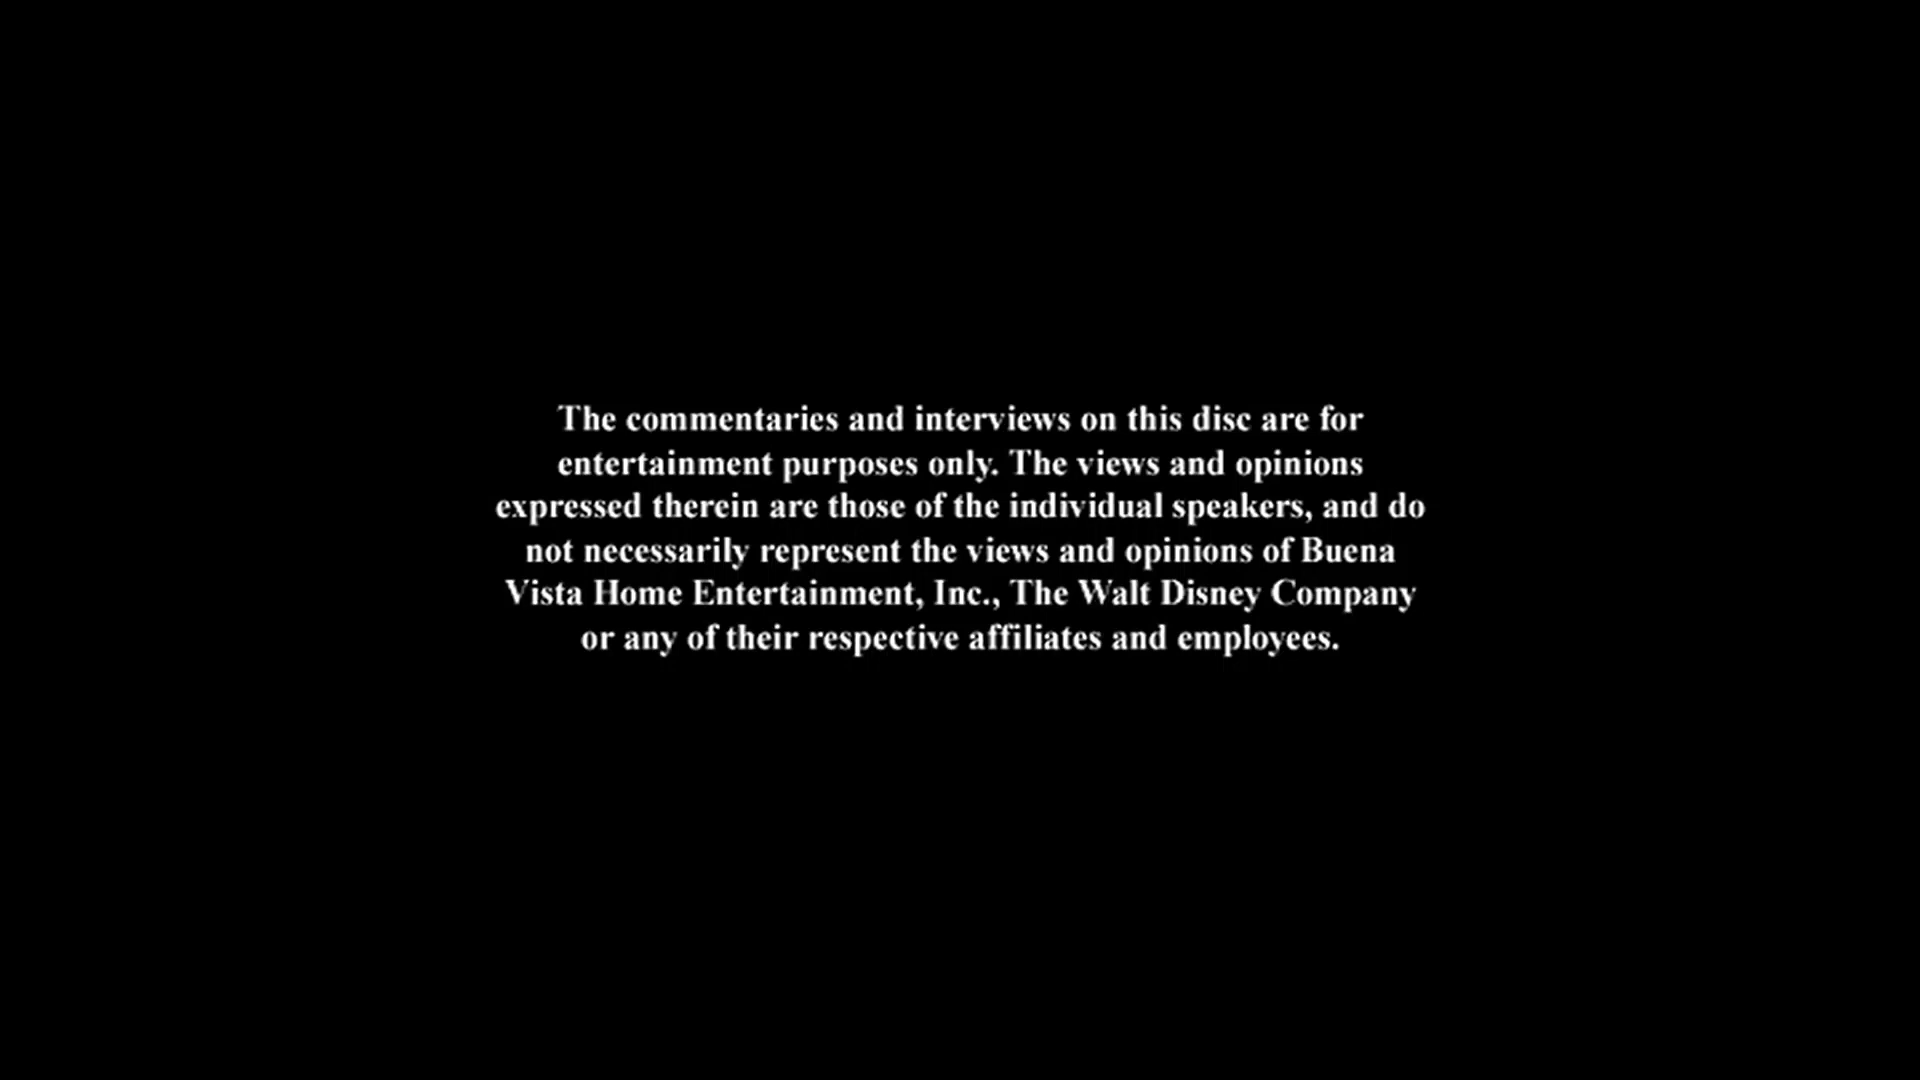 The commentaries and interviews on this disc are for
entertainment purposes only. The views and opinions
expressed therein are those of the individual speakers, and do
not necessarily represent the views and opinions of Buena
Vista Home Entertainment, Inc., The Walt Disney Company
or any of their respective affiliates and employees.